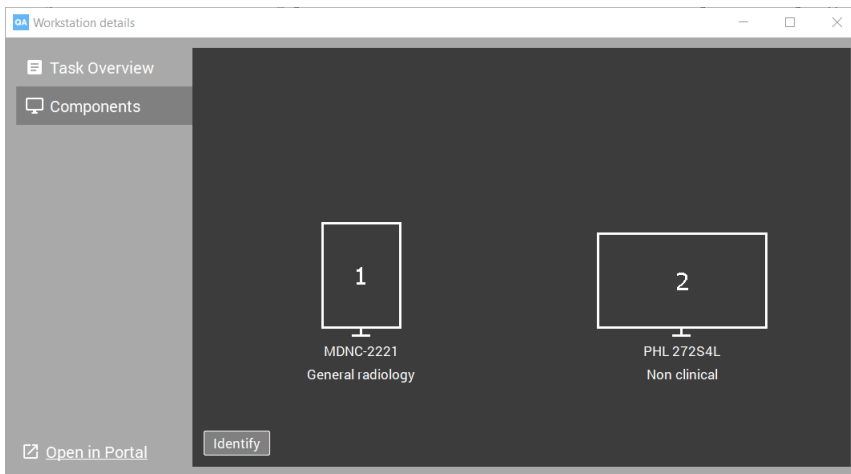 QA Workstation details
Task Overview
Components
1
2
MDNC-2221
PHL 272S4L
General radiology
Non clinical
Identify
Open in Portal